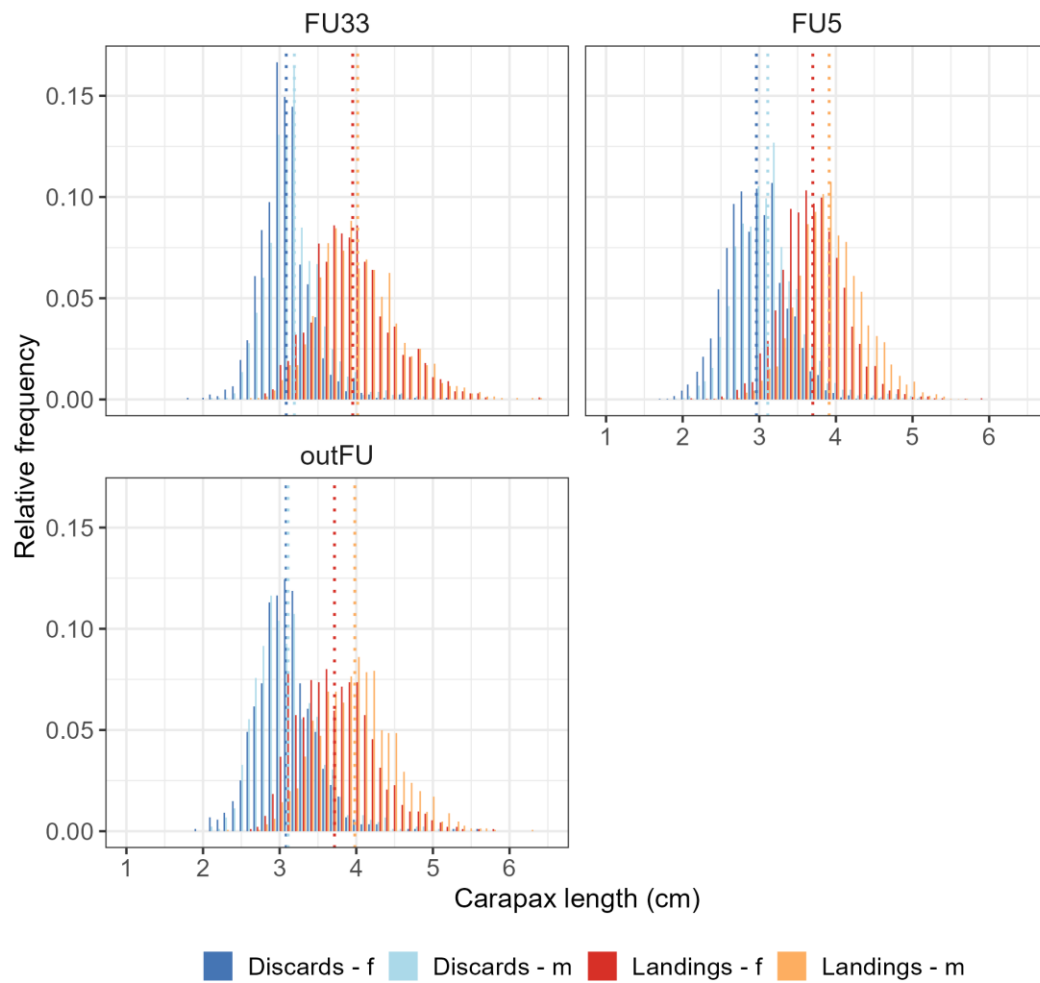 FU33
FU5
0.15
0.10
0.05
0.00
1 2 3 4 5 6
outFU
0.15
0.10
0.05
0.00
1 2 3 4 5 6
Relative frequency
Carapax length (cm)
Discards - f Discards - m Landings - f Landings - m